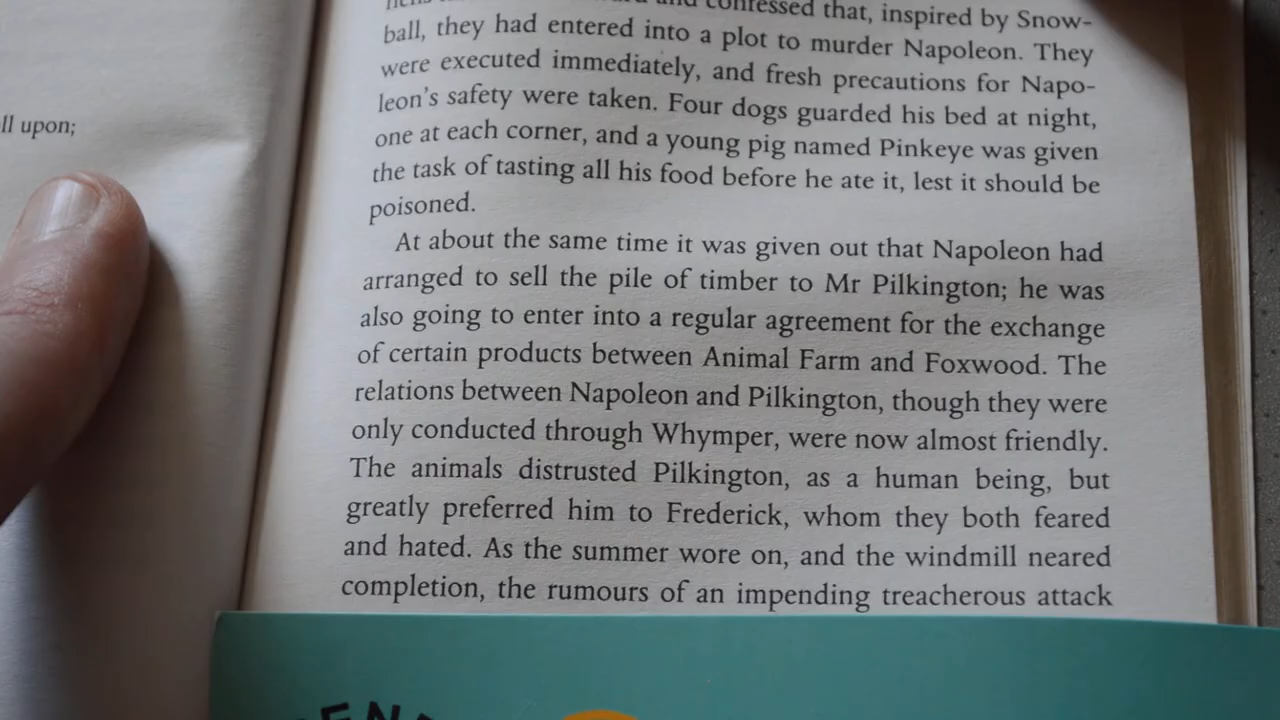 ll upon;
and confessed that, inspired by Snow-
ball, they had entered into a plot to murder Napoleon. They
were executed immediately, and fresh precautions for Napo-
leon's safety were taken. Four dogs guarded his bed at night,
one at each corner, and a young pig named Pinkeye was given
the task of tasting all his food before he ate it, lest it should be
poisoned.
At about the same time it was given out that Napoleon had
arranged to sell the pile of timber to Mr Pilkington; he was
also going to enter into a regular agreement for the exchange
of certain products between Animal Farm and Foxwood. The
relations between Napoleon and Pilkington, though they were
only conducted through Whymper, were now almost friendly.
The animals distrusted Pilkington, as a human being, but
greatly preferred him to Frederick, whom they both feared
and hated. As the summer wore on, and the windmill neared
completion, the rumours of an impending treacherous attack